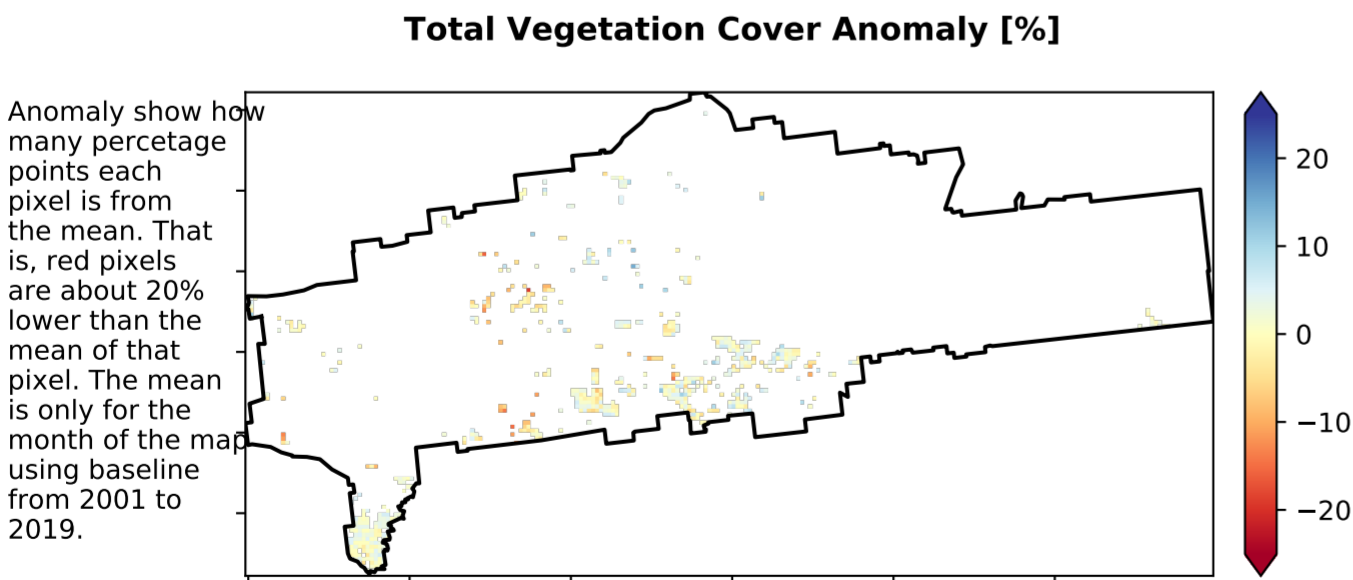 Total Vegetation Cover Anomaly [%]
Anomaly show how
many percetage
points each
pixel is from
the mean. That
is, red pixels
are about 20%
lower than the
mean of that
pixel. The mean
is only for the
month of the map
using baseline
from 2001 to
2019.
20
10
0
−10
−20